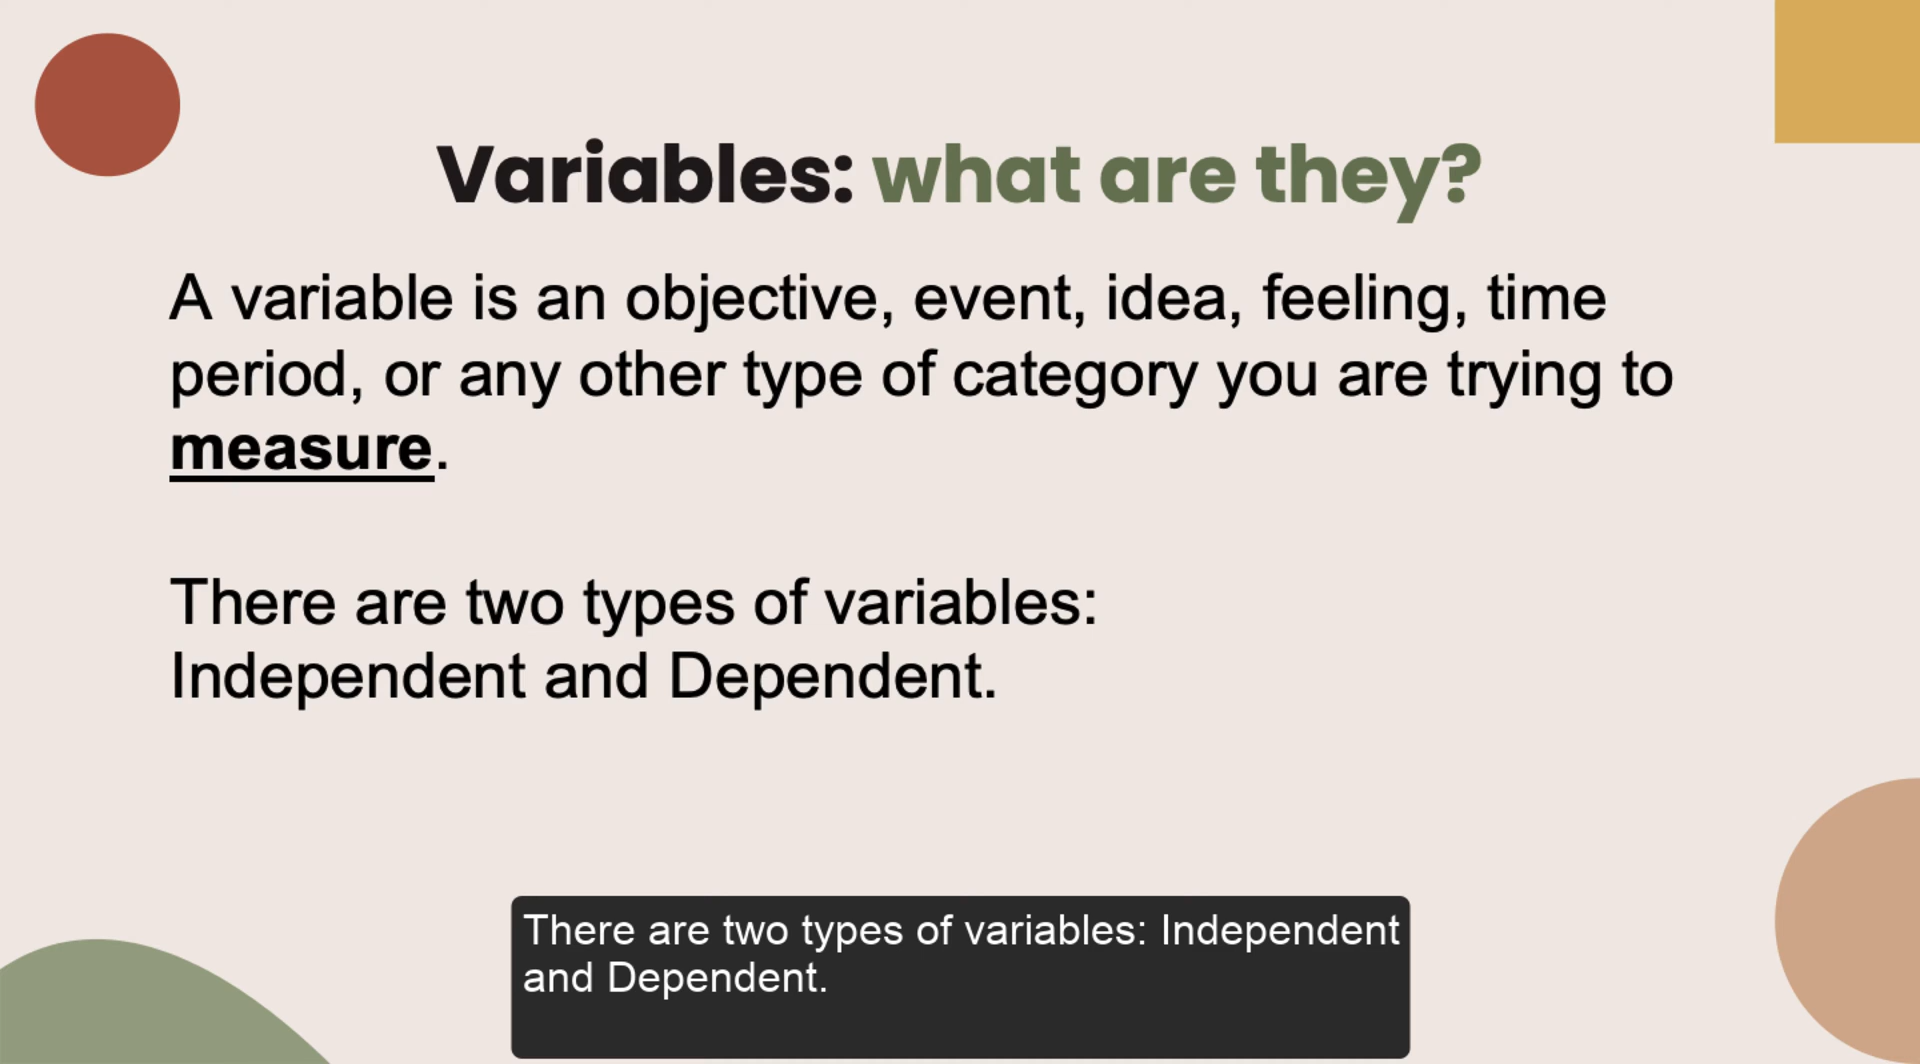 Variables: what are they?
A variable is an objective, event, idea, feeling, time
period, or any other type of category you are trying to
measure.
There are two types of variables:
Independent and Dependent.
There are two types of variables: Independent
and Dependent.